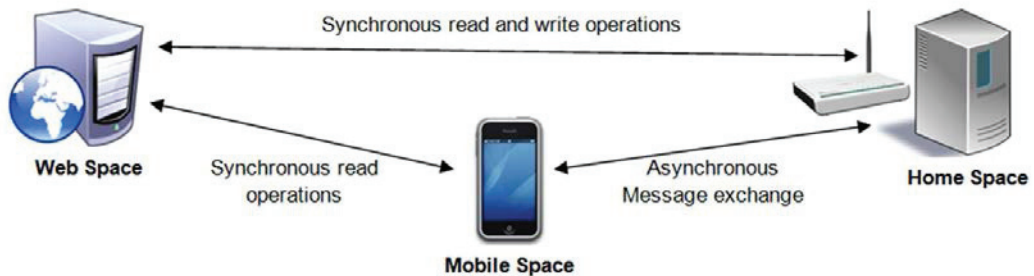 Synchronous read and write operations
Web Space
Synchronous read
operations
Asynchronous
Message exchange
Home Space
Mobile Space